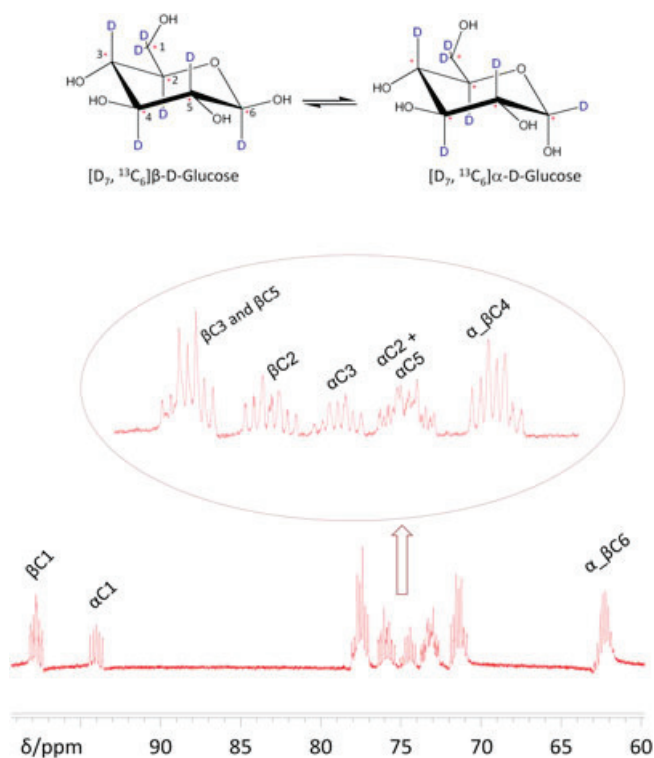 OH
D
D
1
D
3
D
O
HO
2
HO
OH
4
D
5
OH
6
D
D
[D₇, ¹³C₆]β-D-Glucose
OH
D
D
D
D
O
HO
HO
D
D
OH
D
OH
[D₇, ¹³C₆]α-D-Glucose
βC3 and βC5
βC2
αC3
αC2 +
αC5
α_βC4
βC1
αC1
α_βC6
δ/ppm 90 85 80 75 70 65 60